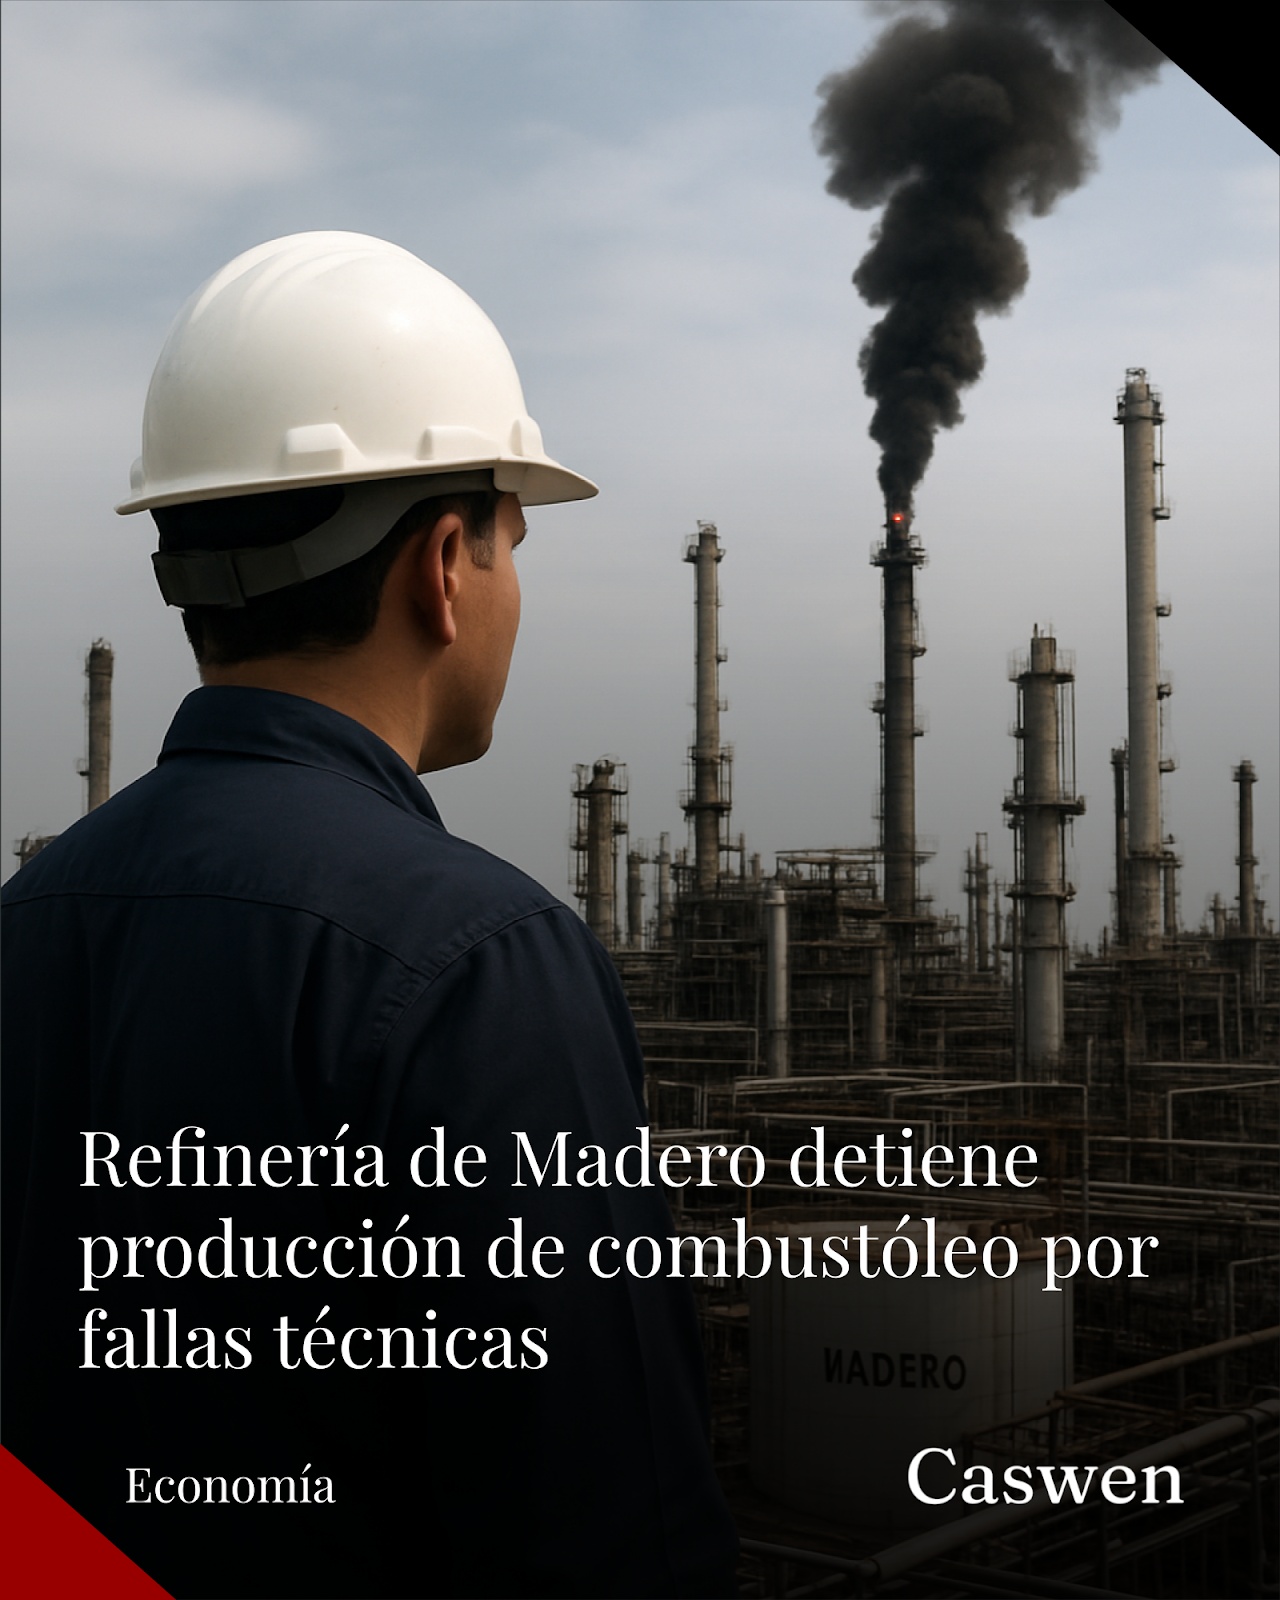 Refinería de Madero detiene
producción de combustóleo por
fallas técnicas
MADERO
Economía
Caswen